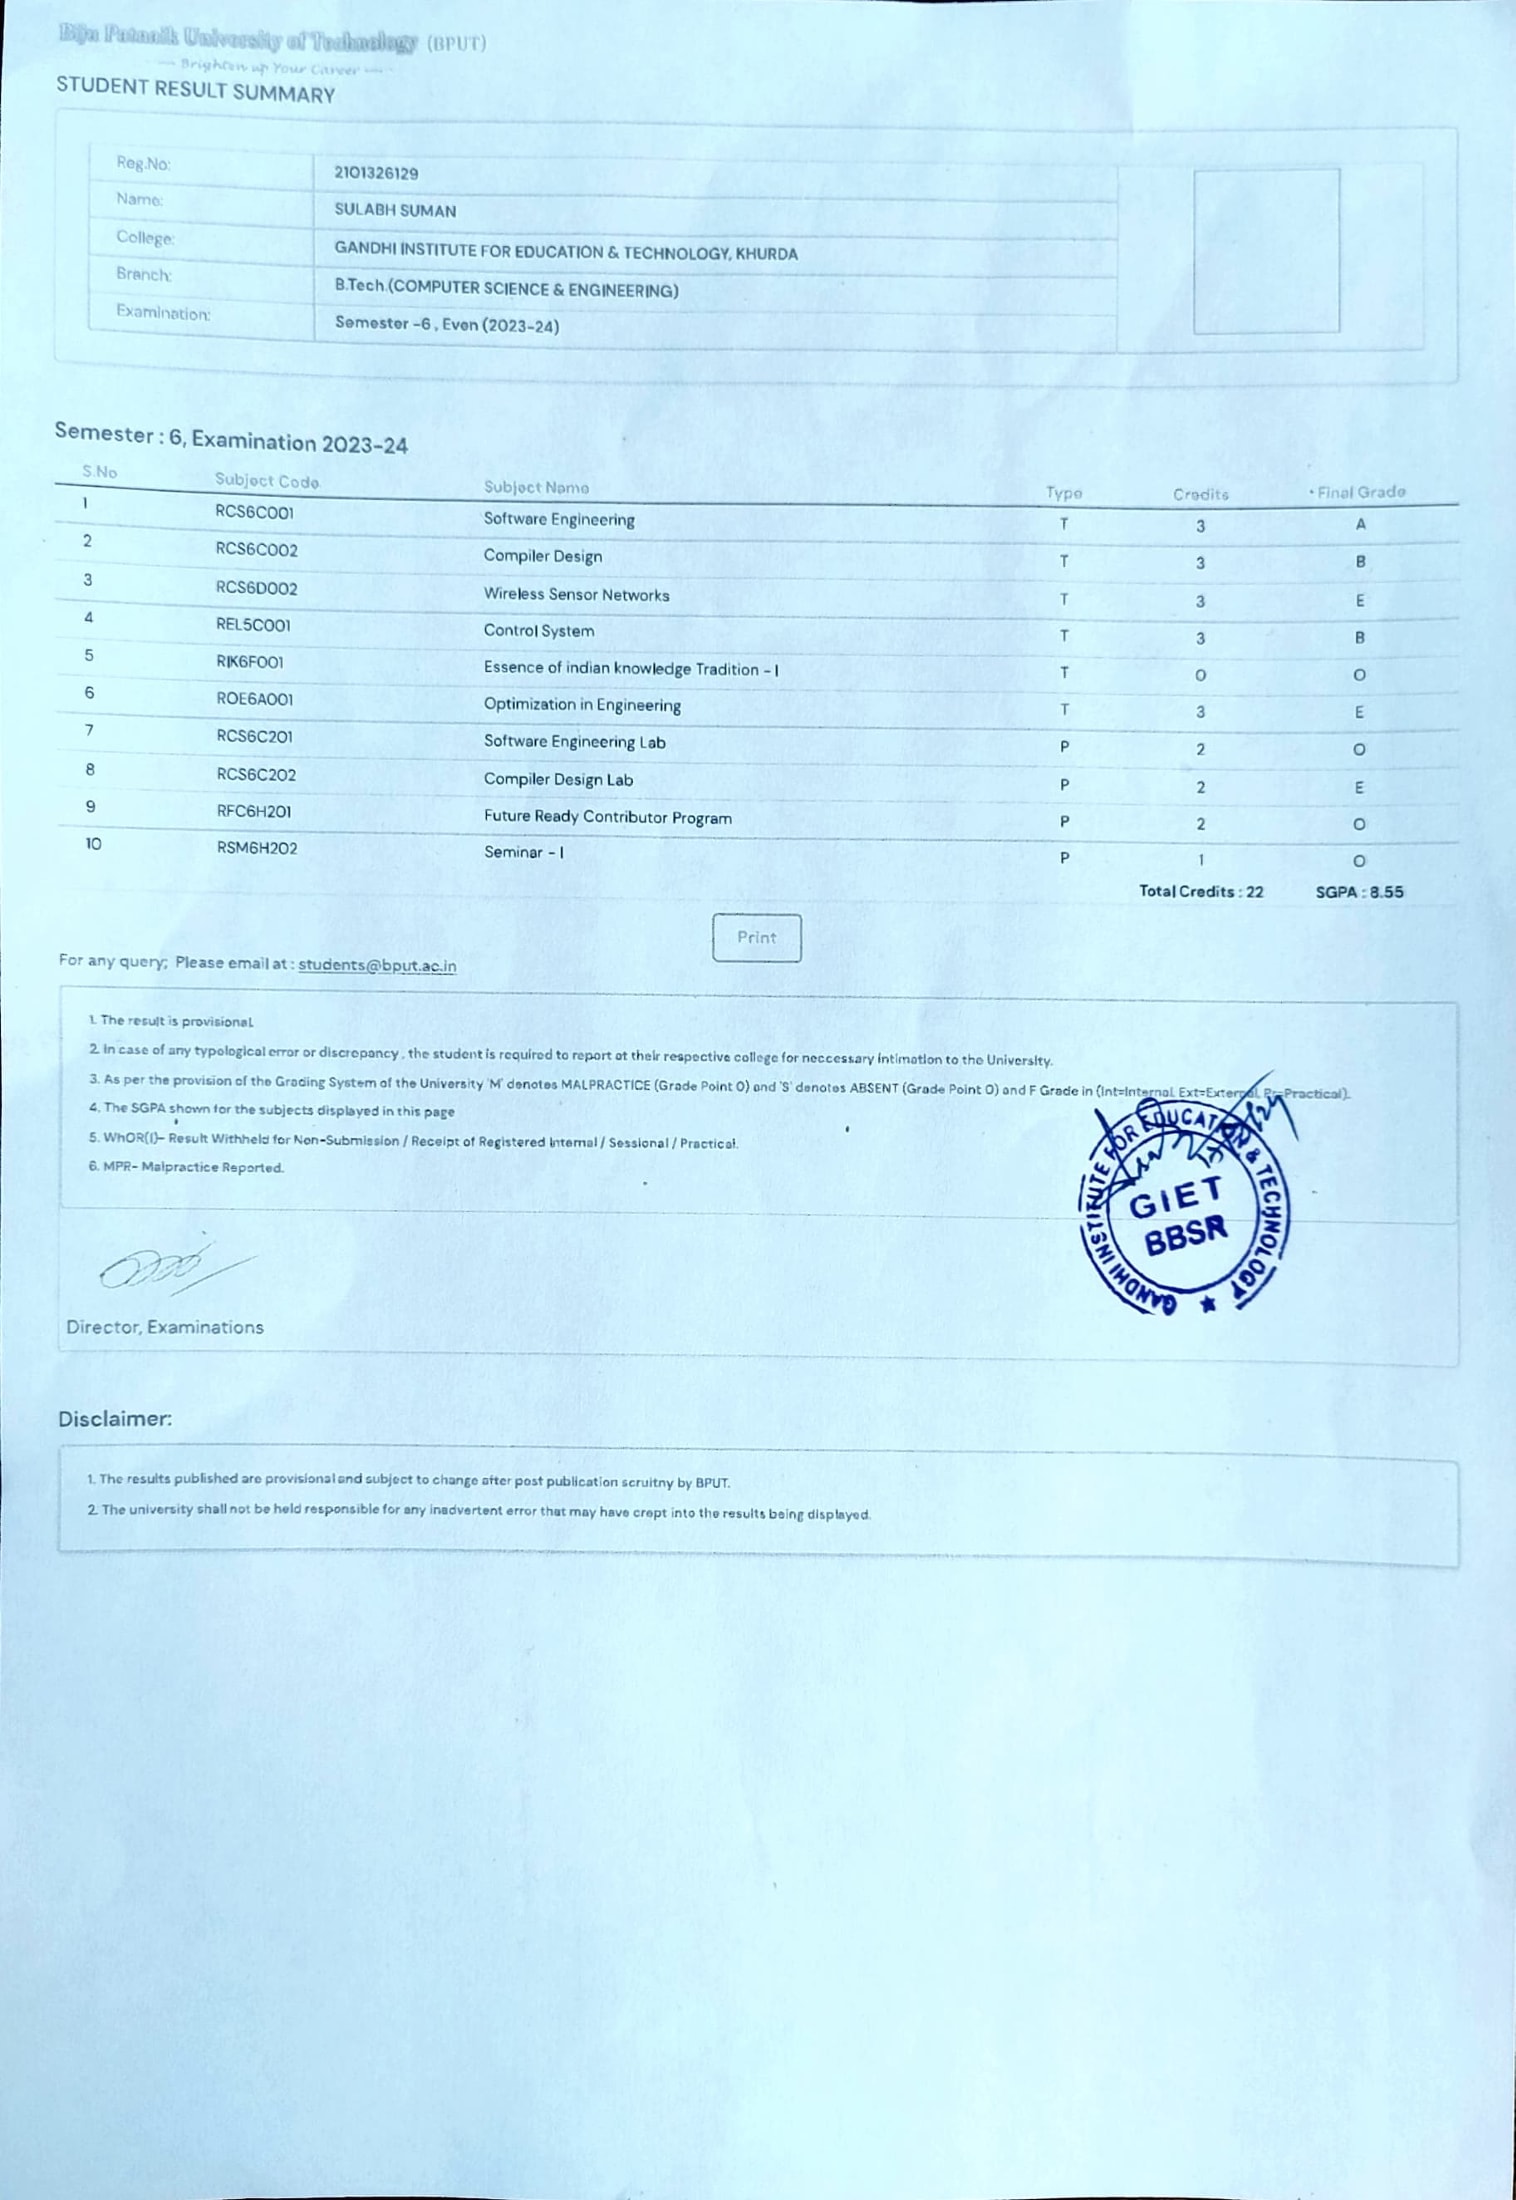 Biju Patnaik University of Technology (BPUT)
— Brighten up Your Career —
STUDENT RESULT SUMMARY
Reg.No: 2101326129
Name: SULABH SUMAN
College: GANDHI INSTITUTE FOR EDUCATION & TECHNOLOGY, KHURDA
Branch: B.Tech.(COMPUTER SCIENCE & ENGINEERING)
Examination: Semester -6 , Even (2023-24)
Semester : 6, Examination 2023-24
S.No Subject Code Subject Name Type Credits Final Grade
1 RCS6C001 Software Engineering T 3 A
2 RCS6C002 Compiler Design T 3 B
3 RCS6D002 Wireless Sensor Networks T 3 E
4 REL5C001 Control System T 3 B
5 RIK6F001 Essence of indian knowledge Tradition - I T 0 O
6 ROE6A001 Optimization in Engineering T 3 E
7 RCS6C201 Software Engineering Lab P 2 O
8 RCS6C202 Compiler Design Lab P 2 E
9 RFC6H201 Future Ready Contributor Program P 2 O
10 RSM6H202 Seminar - I P 1 O
Total Credits : 22 SGPA : 8.55
Print
For any query; Please email at : students@bput.ac.in
1. The result is provisional.
2. In case of any typological error or discrepancy , the student is required to report at their respective college for neccessary intimation to the University.
3. As per the provision of the Grading System of the University 'M' denotes MALPRACTICE (Grade Point 0) and 'S' denotes ABSENT (Grade Point 0) and F Grade in (Int=Internal, Ext=External, Pr=Practical).
4. The SGPA shown for the subjects displayed in this page
5. WhOR(I)- Result Withheld for Non-Submission / Receipt of Registered Internal / Sessional / Practical.
6. MPR- Malpractice Reported.
GANDHI INSTITUTE FOR EDUCATION & TECHNOLOGY
GIET
BBSR
Director, Examinations
Disclaimer:
1. The results published are provisional and subject to change after post publication scruitny by BPUT.
2. The university shall not be held responsible for any inadvertent error that may have crept into the results being displayed.